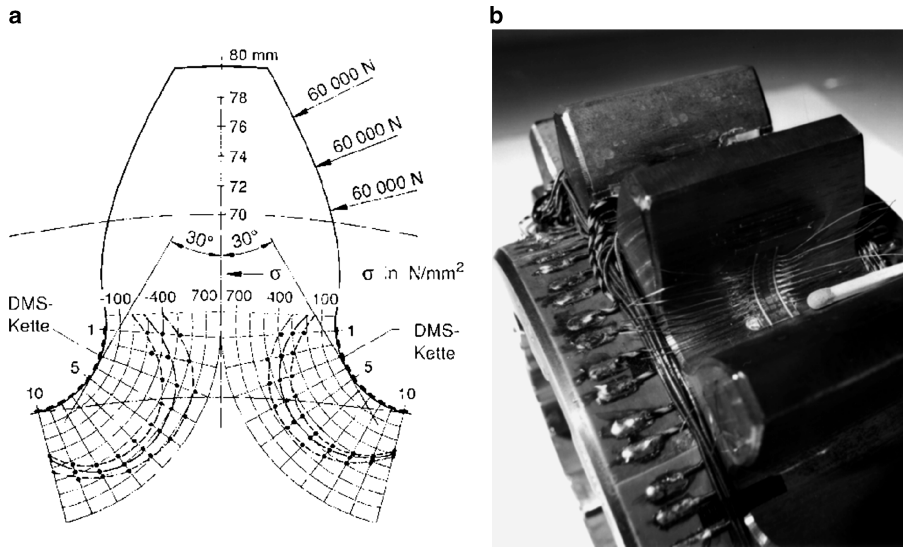 a
b
80 mm
78
76
74
72
70
60 000 N
60 000 N
60 000 N
30° 30°
σ
σ in N/mm²
DMS-
Kette
-100 -400 700 700 -400 100
DMS-
Kette
1 1
5 5
10 10